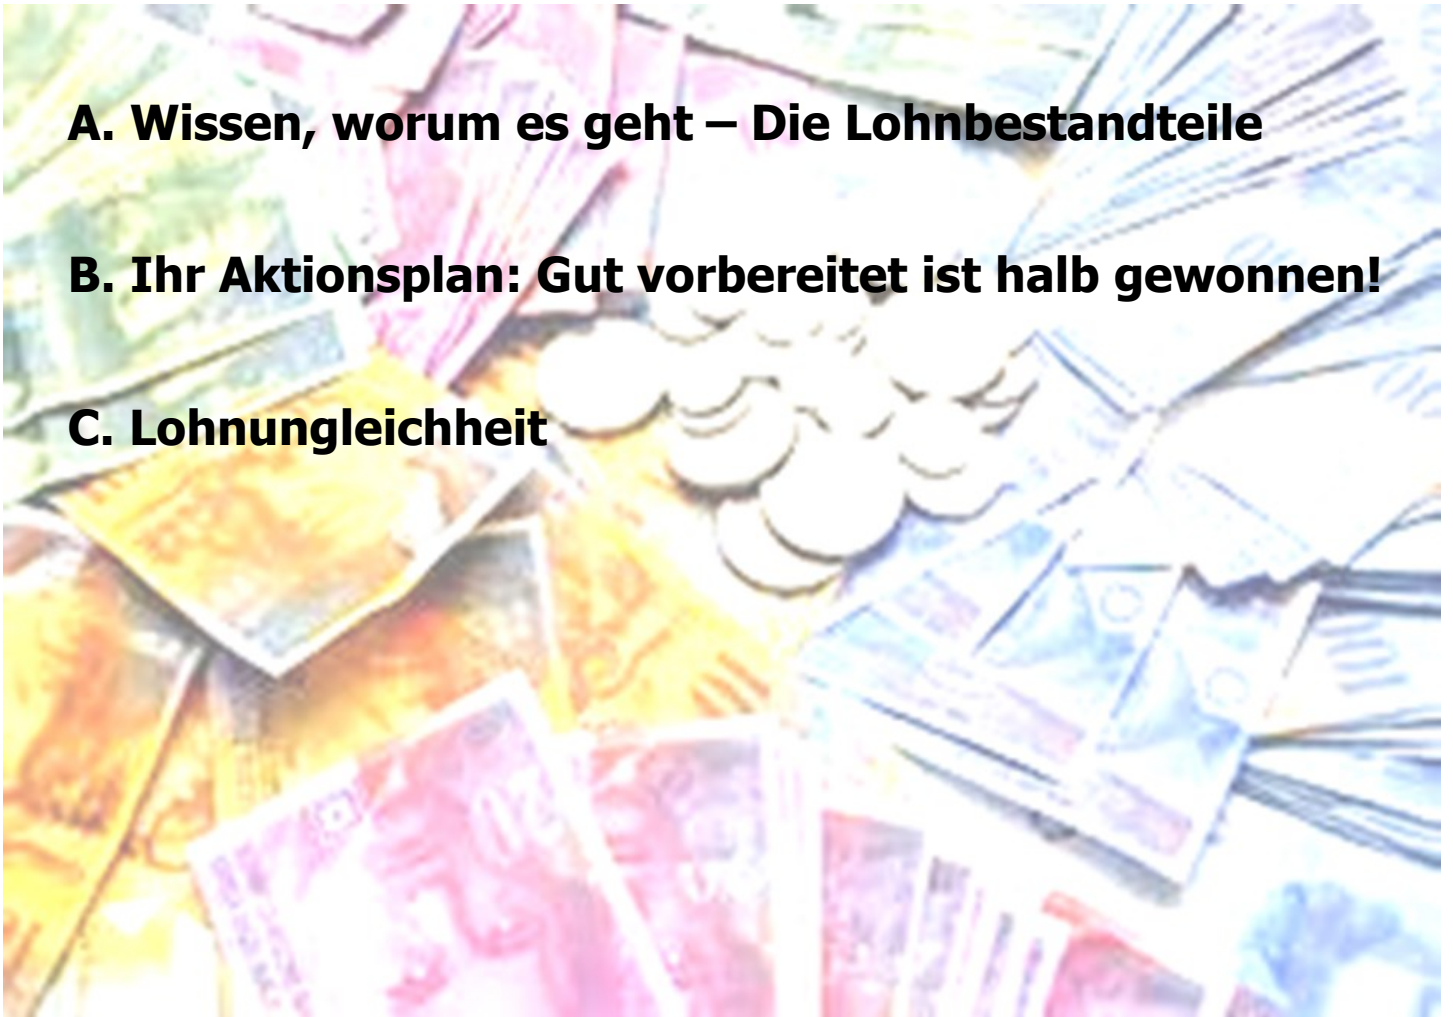 A. Wissen, worum es geht – Die Lohnbestandteile
B. Ihr Aktionsplan: Gut vorbereitet ist halb gewonnen!
C. Lohnungleichheit